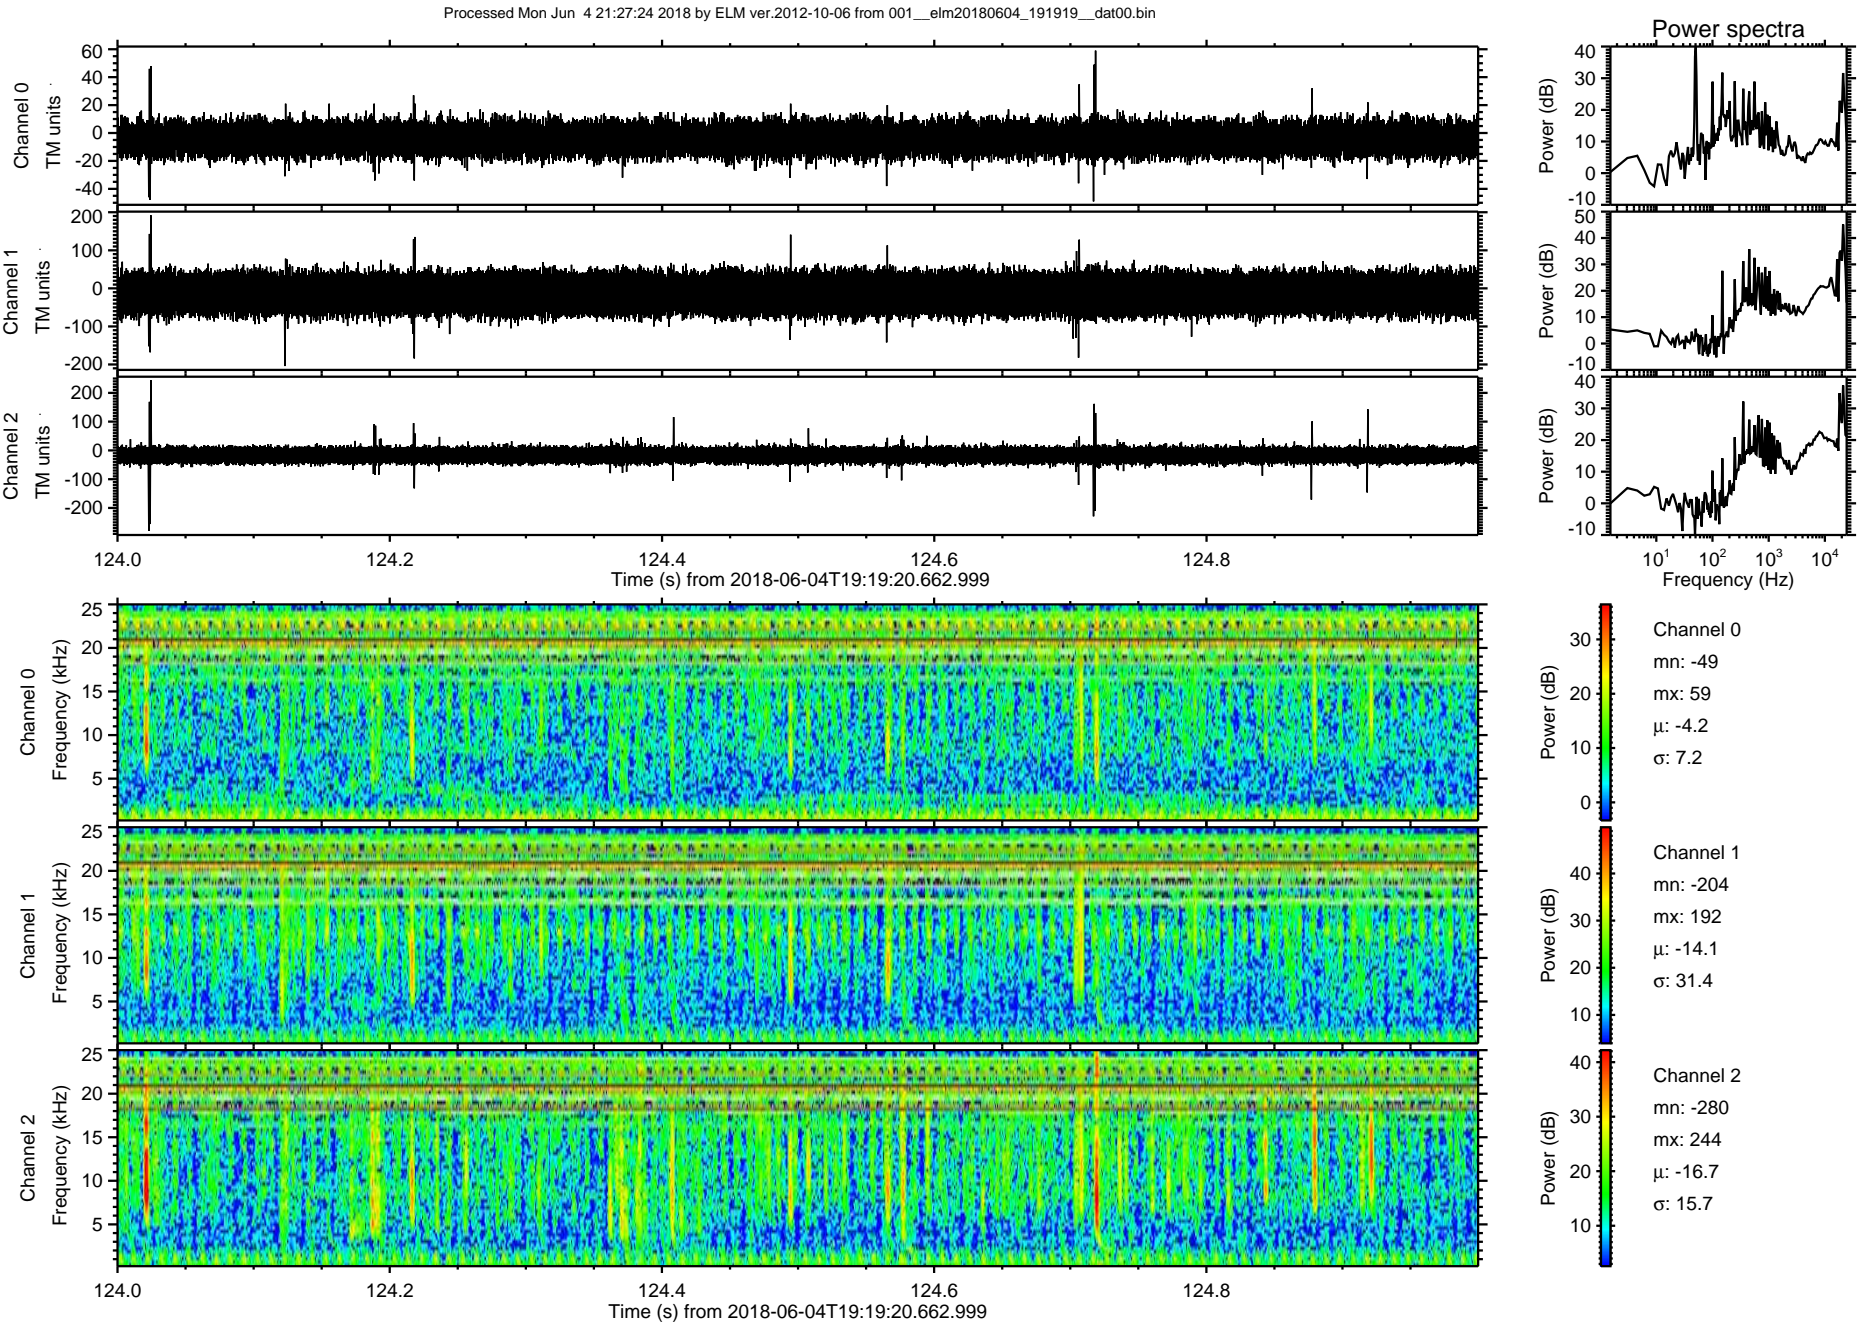 Processed Mon Jun  4 21:27:24 2018 by ELM ver.2012-10-06 from 001__elm20180604_191919__dat00.bin
Power spectra
Channel 0
TM units
60
40
20
0
-20
-40
Power (dB)
40
30
20
10
0
-10
Channel 1
TM units
200
100
0
-100
-200
Power (dB)
50
40
30
20
10
0
-10
Channel 2
TM units
200
100
0
-100
-200
Power (dB)
40
30
20
10
0
-10
124.0 124.2 124.4 124.6 124.8
Time (s) from 2018-06-04T19:19:20.662.999
10^1 10^2 10^3 10^4
Frequency (Hz)
Channel 0
Frequency (kHz)
25
20
15
10
5
Power (dB)
30
20
10
0
Channel 0
mn: -49
mx: 59
μ: -4.2
σ: 7.2
Channel 1
Frequency (kHz)
25
20
15
10
5
Power (dB)
40
30
20
10
Channel 1
mn: -204
mx: 192
μ: -14.1
σ: 31.4
Channel 2
Frequency (kHz)
25
20
15
10
5
Power (dB)
40
30
20
10
Channel 2
mn: -280
mx: 244
μ: -16.7
σ: 15.7
124.0 124.2 124.4 124.6 124.8
Time (s) from 2018-06-04T19:19:20.662.999